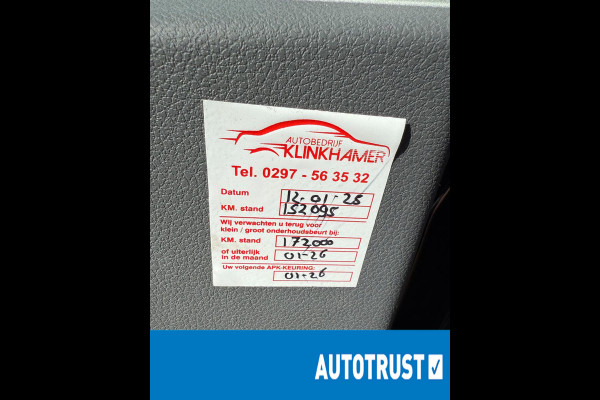 AUTOBEDRIJF
KLINKHAMER
Tel. 0297 - 56 35 32
Datum 12-01-25
KM. stand 152095
Wij verwachten u terug voor
klein / groot onderhoudsbeurt bij:
KM. stand 172,000
of uiterlijk
in de maand 01-26
Uw volgende APK-KEURING:
01-26
AUTOTRUST